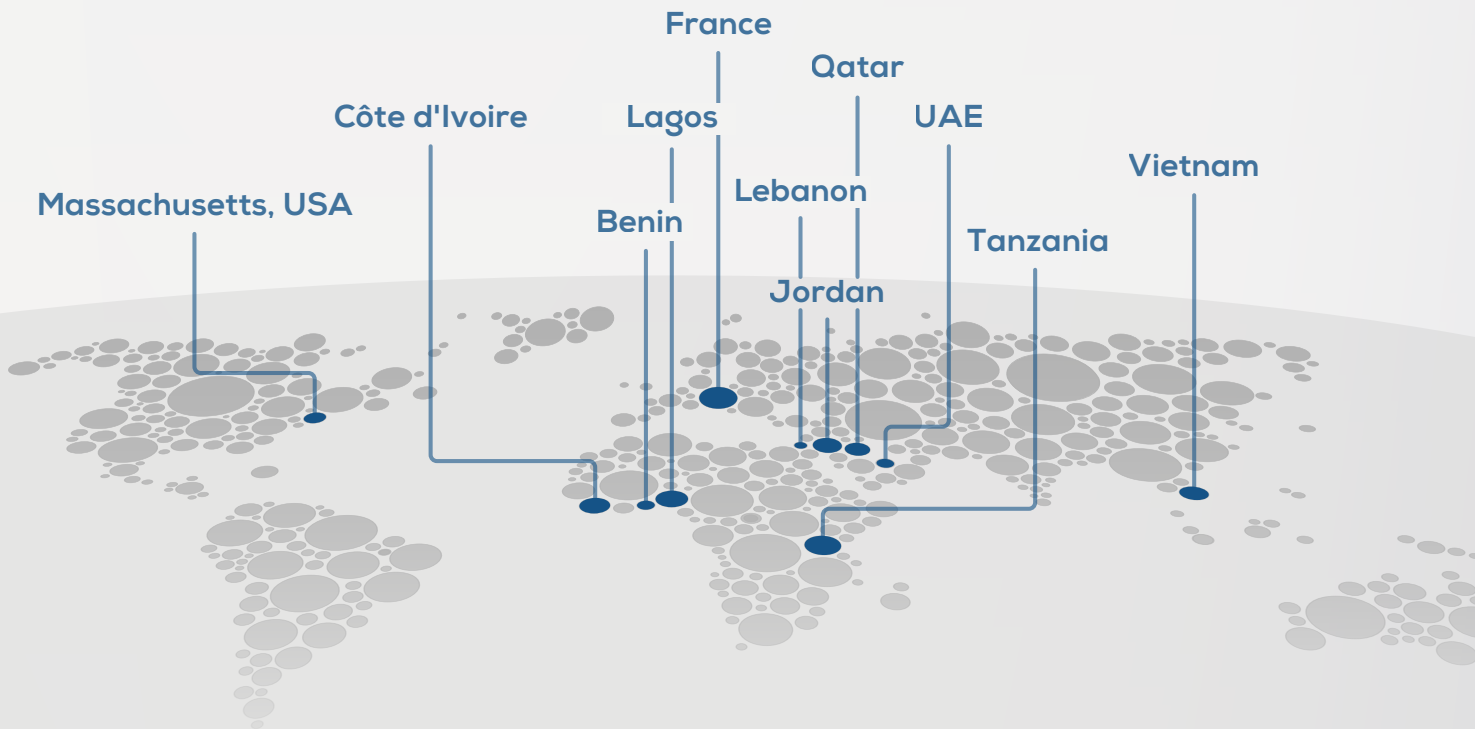 France
Qatar
Côte d'Ivoire
Lagos
UAE
Vietnam
Lebanon
Massachusetts, USA
Benin
Tanzania
Jordan